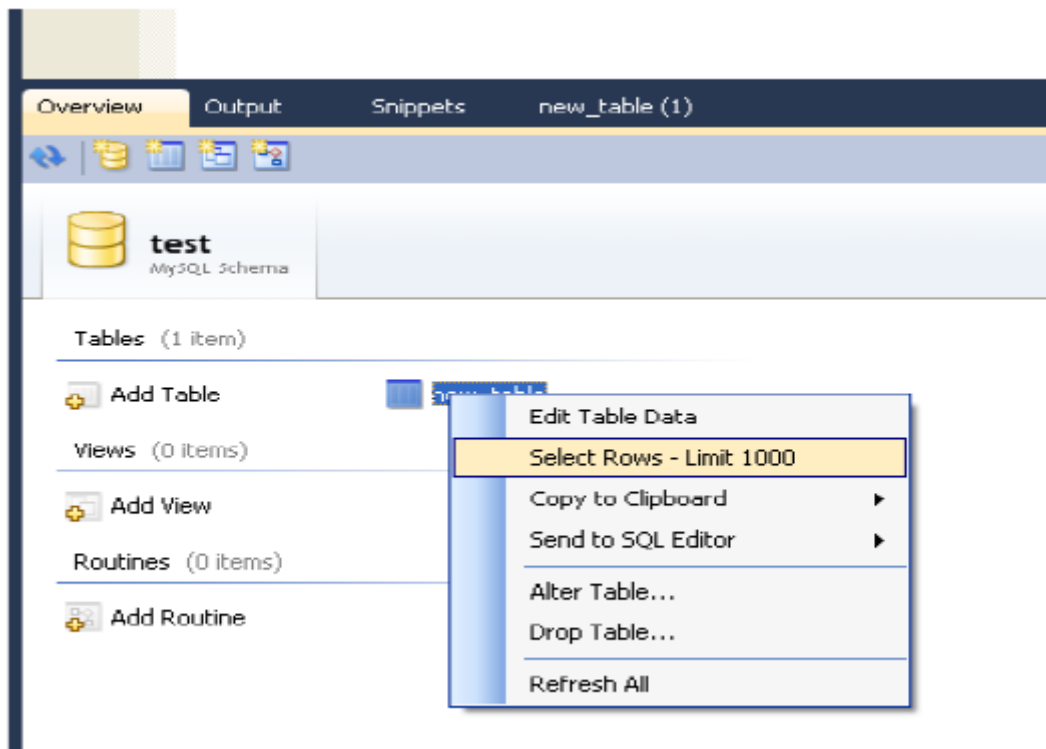 Overview Output Snippets new_table (1)
test
MySQL Schema
Tables (1 item)
Add Table new_table
Edit Table Data
Views (0 items)
Select Rows - Limit 1000
Copy to Clipboard
Add View
Send to SQL Editor
Routines (0 items)
Alter Table...
Add Routine
Drop Table...
Refresh All